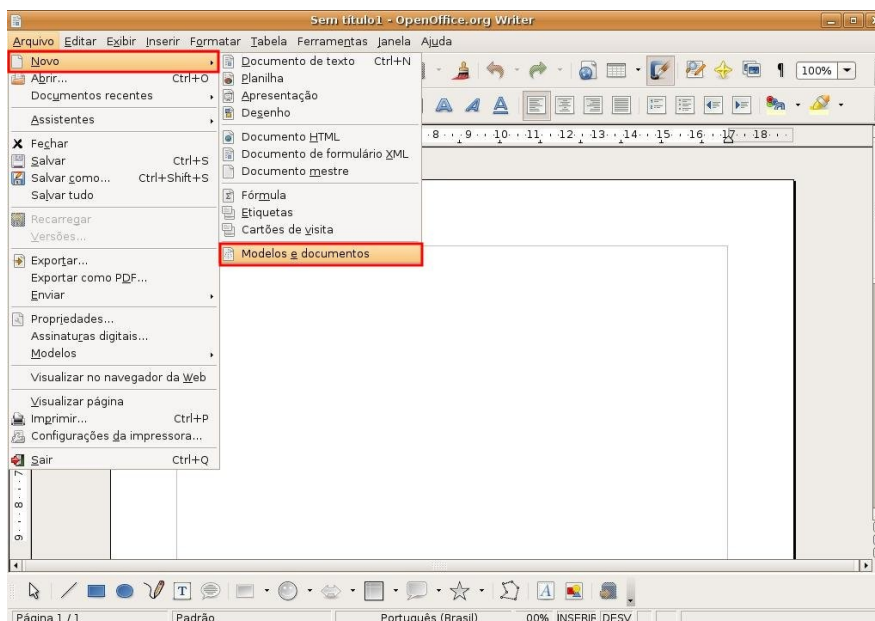 Sem título1 - OpenOffice.org Writer
Arquivo Editar Exibir Inserir Formatar Tabela Ferramentas Janela Ajuda
Novo
Abrir... Ctrl+O
Documentos recentes
Assistentes
Fechar
Salvar Ctrl+S
Salvar como... Ctrl+Shift+S
Salvar tudo
Recarregar
Versões...
Exportar...
Exportar como PDF...
Enviar
Propriedades...
Assinaturas digitais...
Modelos
Visualizar no navegador da Web
Visualizar página
Imprimir... Ctrl+P
Configurações da impressora...
Sair Ctrl+Q
Documento de texto Ctrl+N
Planilha
Apresentação
Desenho
Documento HTML
Documento de formulário XML
Documento mestre
Fórmula
Etiquetas
Cartões de visita
Modelos e documentos
100%
8 9 10 11 12 13 14 15 16 17 18
7
8
9
Página 1 / 1 Padrão Português (Brasil) 00% INSERIR DESV